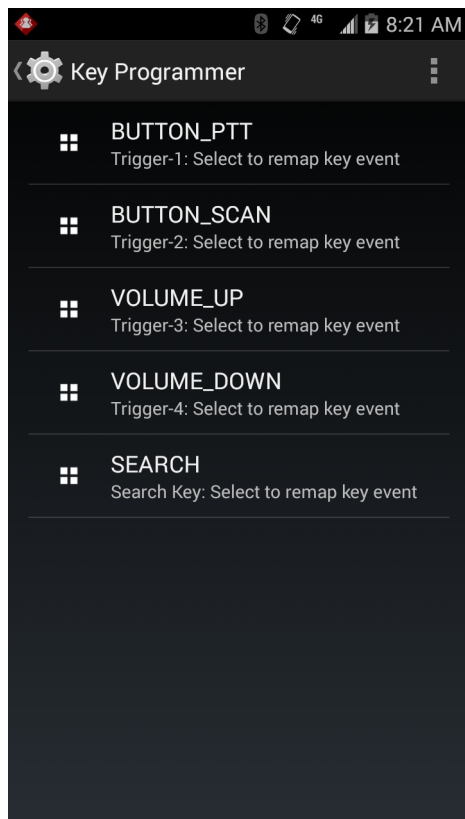 4G 8:21 AM
Key Programmer
BUTTON_PTT
Trigger-1: Select to remap key event
BUTTON_SCAN
Trigger-2: Select to remap key event
VOLUME_UP
Trigger-3: Select to remap key event
VOLUME_DOWN
Trigger-4: Select to remap key event
SEARCH
Search Key: Select to remap key event